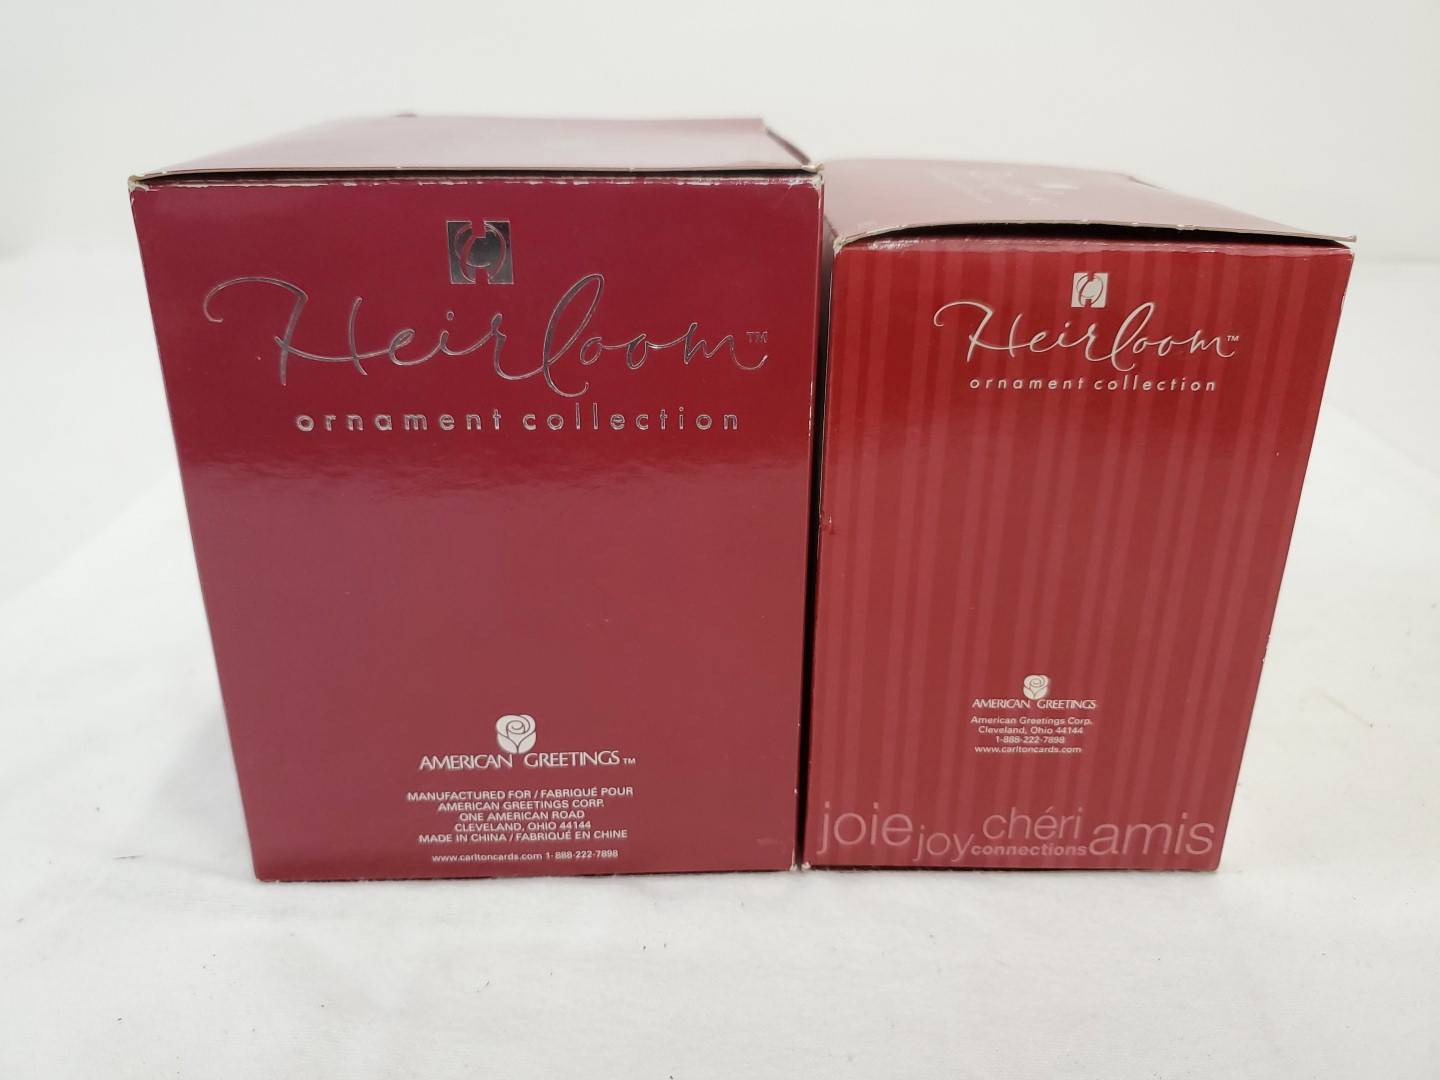 Heirloom™
ornament collection
AMERICAN GREETINGS™
MANUFACTURED FOR / FABRIQUÉ POUR
AMERICAN GREETINGS CORP.
ONE AMERICAN ROAD
CLEVELAND, OHIO 44144
MADE IN CHINA / FABRIQUÉ EN CHINE
www.carltoncards.com 1-888-222-7898
Heirloom™
ornament collection
AMERICAN GREETINGS
American Greetings Corp.
Cleveland, Ohio 44144
1-888-222-7898
www.carltoncards.com
joie joy chéri connections amis